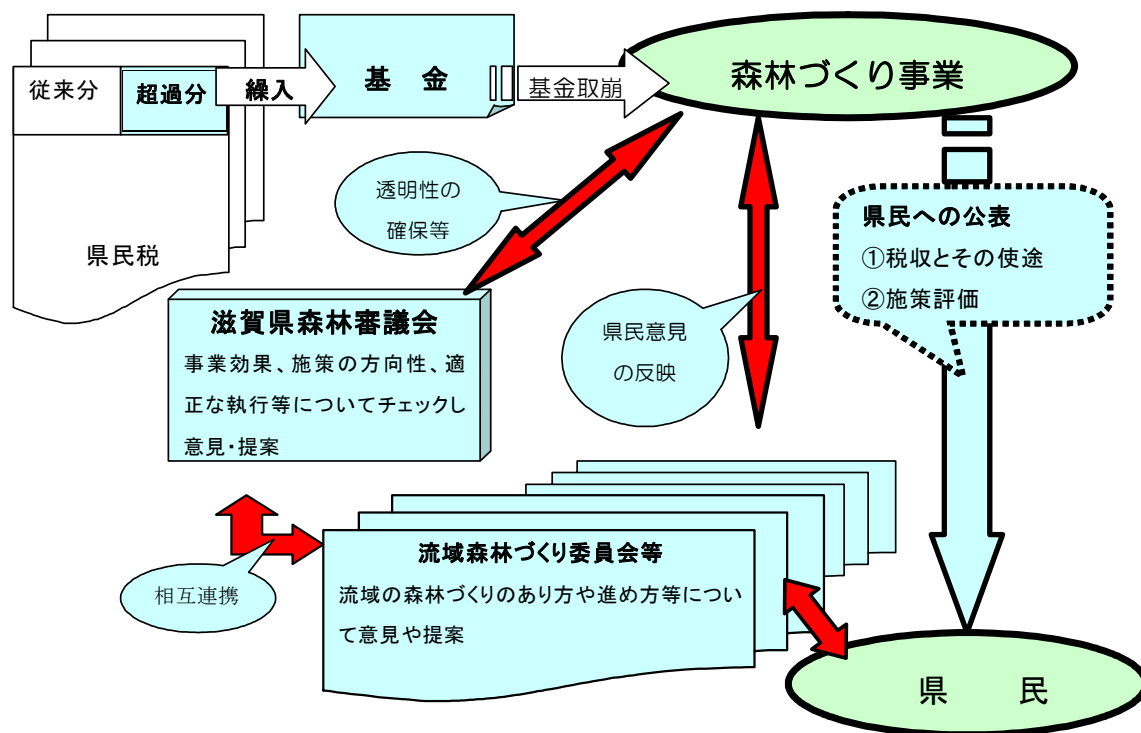 従来分
超過分
繰入
基　金
基金取崩
森林づくり事業
県民税
透明性の
確保等
県民への公表
①税収とその使途
②施策評価
滋賀県森林審議会
事業効果、施策の方向性、適
正な執行等についてチェックし
意見・提案
県民意見
の反映
相互連携
流域森林づくり委員会等
流域の森林づくりのあり方や進め方等につい
て意見や提案
県　　民